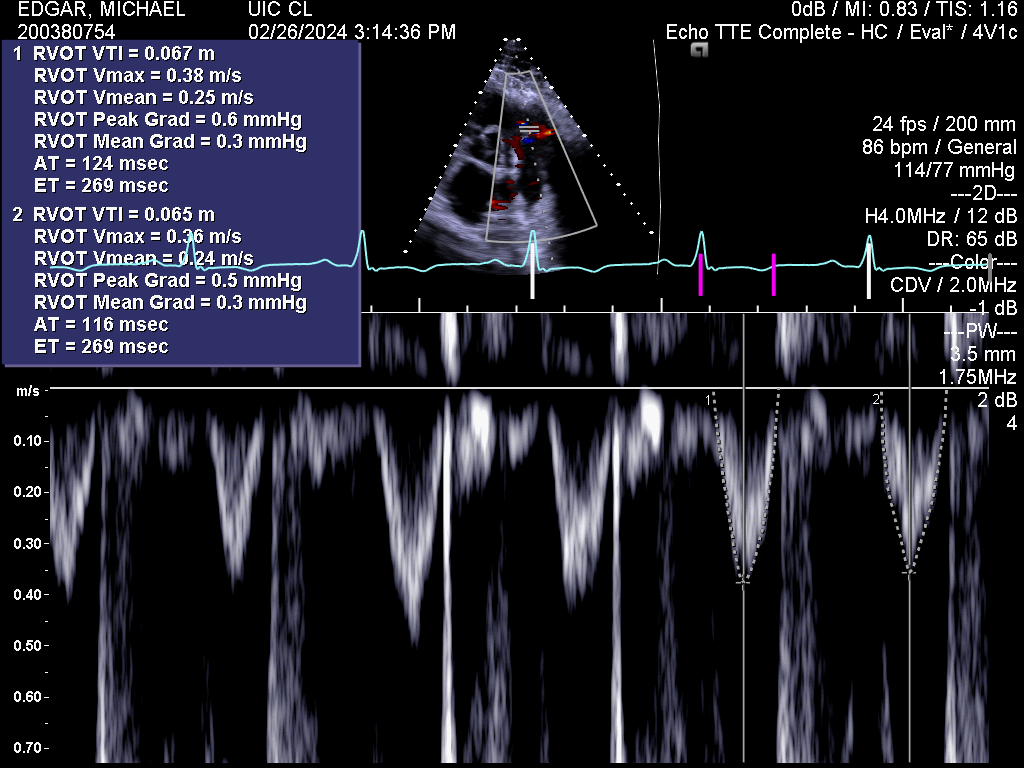 EDGAR, MICHAEL
UIC CL
0dB / MI: 0.83 / TIS: 1.16
200380754
02/26/2024 3:14:36 PM
Echo TTE Complete - HC / Eval* / 4V1c
1 RVOT VTI = 0.067 m
RVOT Vmax = 0.38 m/s
RVOT Vmean = 0.25 m/s
RVOT Peak Grad = 0.6 mmHg
RVOT Mean Grad = 0.3 mmHg
AT = 124 msec
ET = 269 msec
2 RVOT VTI = 0.065 m
RVOT Vmax = 0.36 m/s
RVOT Vmean = 0.24 m/s
RVOT Peak Grad = 0.5 mmHg
RVOT Mean Grad = 0.3 mmHg
AT = 116 msec
ET = 269 msec
24 fps / 200 mm
86 bpm / General
114/77 mmHg
---2D---
H4.0MHz / 12 dB
DR: 65 dB
---Color---
CDV / 2.0MHz
-1 dB
---PW---
3.5 mm
1.75MHz
2 dB
4
m/s
1
2
0.10
0.20
0.30
0.40
0.50
0.60
0.70